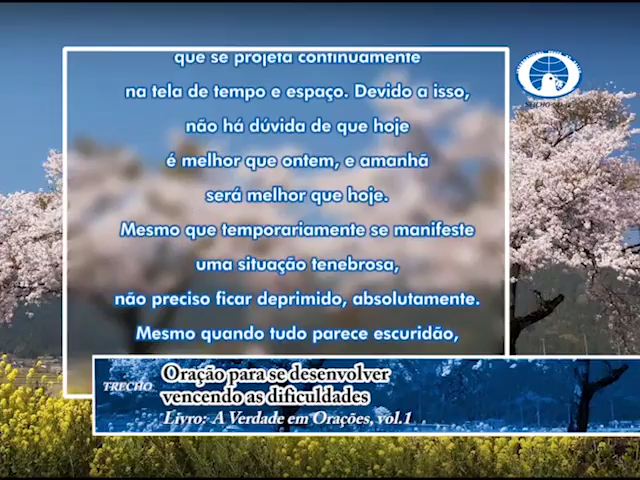 que se projeta continuamente
na tela de tempo e espaço. Devido a isso,
não há dúvida de que hoje
é melhor que ontem, e amanhã
será melhor que hoje.
Mesmo que temporariamente se manifeste
uma situação tenebrosa,
não preciso ficar deprimido, absolutamente.
Mesmo quando tudo parece escuridão,
TRECHO
Oração para se desenvolver
vencendo as dificuldades
Livro: A Verdade em Orações, vol.1